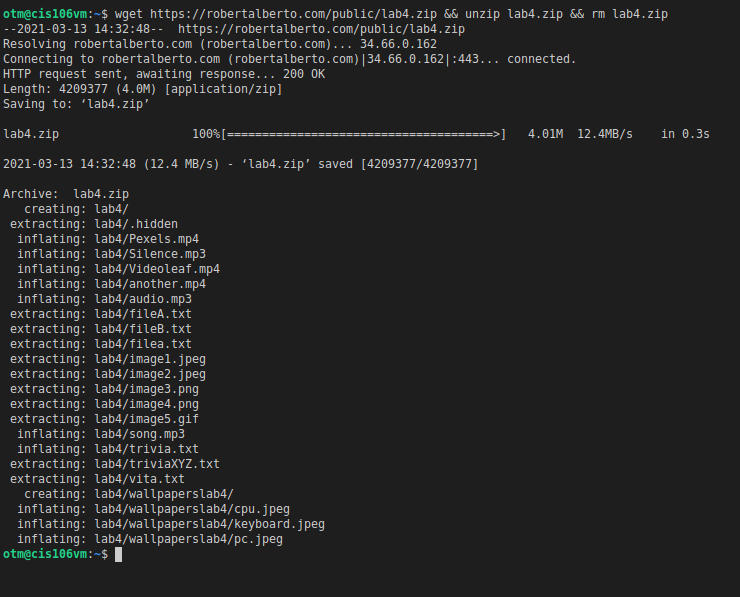 otm@cis106vm:~$ wget https://robertalberto.com/public/lab4.zip && unzip lab4.zip && rm lab4.zip
--2021-03-13 14:32:48--  https://robertalberto.com/public/lab4.zip
Resolving robertalberto.com (robertalberto.com)... 34.66.0.162
Connecting to robertalberto.com (robertalberto.com)|34.66.0.162|:443... connected.
HTTP request sent, awaiting response... 200 OK
Length: 4209377 (4.0M) [application/zip]
Saving to: ‘lab4.zip’
lab4.zip                   100%[======================================>]   4.01M  12.4MB/s    in 0.3s
2021-03-13 14:32:48 (12.4 MB/s) - ‘lab4.zip’ saved [4209377/4209377]
Archive:  lab4.zip
   creating: lab4/
 extracting: lab4/.hidden
  inflating: lab4/Pexels.mp4
  inflating: lab4/Silence.mp3
  inflating: lab4/Videoleaf.mp4
  inflating: lab4/another.mp4
  inflating: lab4/audio.mp3
 extracting: lab4/fileA.txt
 extracting: lab4/fileB.txt
 extracting: lab4/filea.txt
 extracting: lab4/image1.jpeg
 extracting: lab4/image2.jpeg
 extracting: lab4/image3.png
 extracting: lab4/image4.png
 extracting: lab4/image5.gif
  inflating: lab4/song.mp3
  inflating: lab4/trivia.txt
 extracting: lab4/triviaXYZ.txt
 extracting: lab4/vita.txt
   creating: lab4/wallpaperslab4/
  inflating: lab4/wallpaperslab4/cpu.jpeg
  inflating: lab4/wallpaperslab4/keyboard.jpeg
  inflating: lab4/wallpaperslab4/pc.jpeg
otm@cis106vm:~$